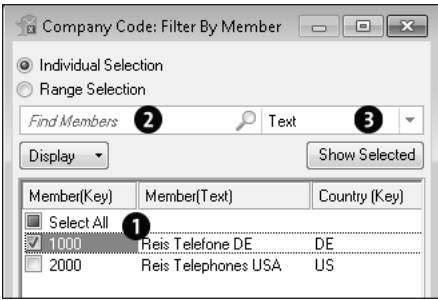 Company Code: Filter By Member
Individual Selection
Range Selection
Find Members 2 Text 3
Display Show Selected
Member(Key) Member(Text) Country (Key)
Select All 1
1000 Reis Telefone DE DE
2000 Reis Telephones USA US